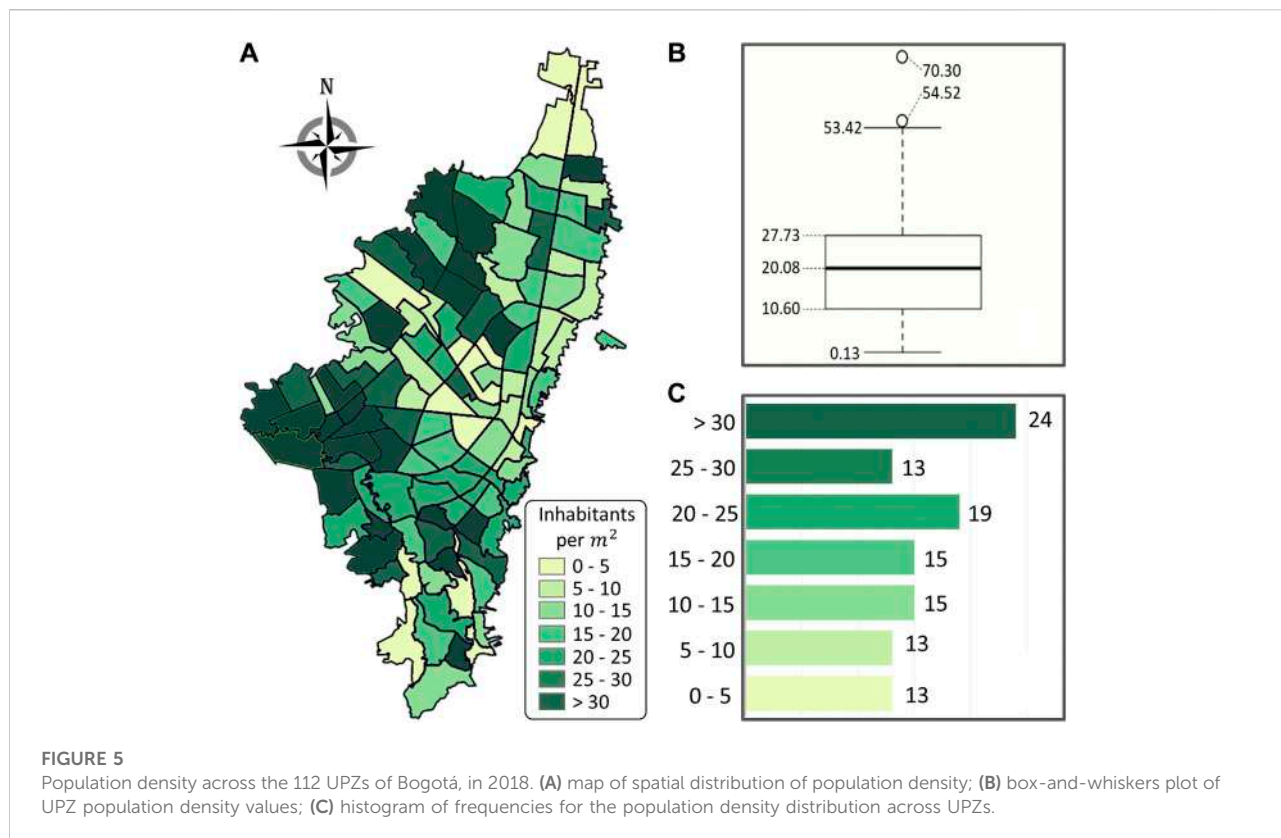 A
N
Inhabitants
per m²
0 - 5
5 - 10
10 - 15
15 - 20
20 - 25
25 - 30
> 30
B
70.30
54.52
53.42
27.73
20.08
10.60
0.13
C
> 30 24
25 - 30 13
20 - 25 19
15 - 20 15
10 - 15 15
5 - 10 13
0 - 5 13
FIGURE 5
Population density across the 112 UPZs of Bogotá, in 2018. (A) map of spatial distribution of population density; (B) box-and-whiskers plot of
UPZ population density values; (C) histogram of frequencies for the population density distribution across UPZs.